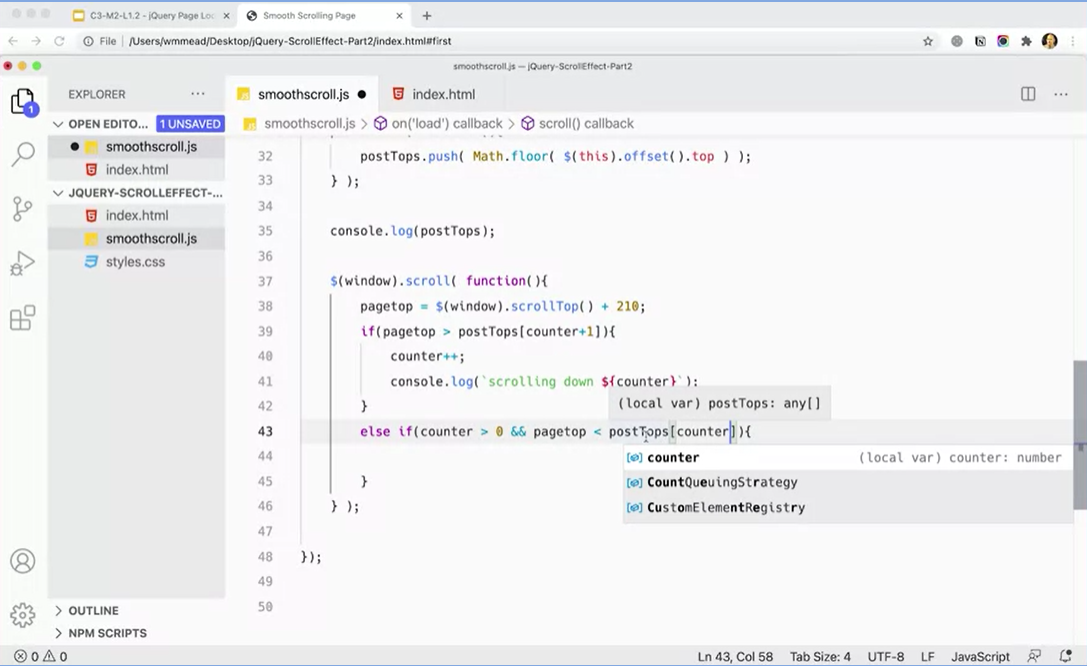 C3-M2-L1.2 - jQuery Page Loc
Smooth Scrolling Page
File
/Users/wmmead/Desktop/jQuery-ScrollEffect-Part2/index.html#first
smoothscroll.js — jQuery-ScrollEffect-Part2
EXPLORER
smoothscroll.js
index.html
OPEN EDITO...
1 UNSAVED
smoothscroll.js > on('load') callback > scroll() callback
1
smoothscroll.js
index.html
JQUERY-SCROLLEFFECT-...
index.html
smoothscroll.js
styles.css
32 postTops.push( Math.floor( $(this).offset().top ) );
33 } );
34
35 console.log(postTops);
36
37 $(window).scroll( function(){
38 pagetop = $(window).scrollTop() + 210;
39 if(pagetop > postTops[counter+1]){
40 counter++;
41 console.log(`scrolling down ${counter}`);
42 }
(local var) postTops: any[]
43 else if(counter > 0 && pagetop < postTops[counter]){
44
counter (local var) counter: number
CountQueuingStrategy
45 }
CustomElementRegistry
46 } );
47
48 });
49
50
OUTLINE
NPM SCRIPTS
0 0
Ln 43, Col 58
Tab Size: 4
UTF-8
LF
JavaScript